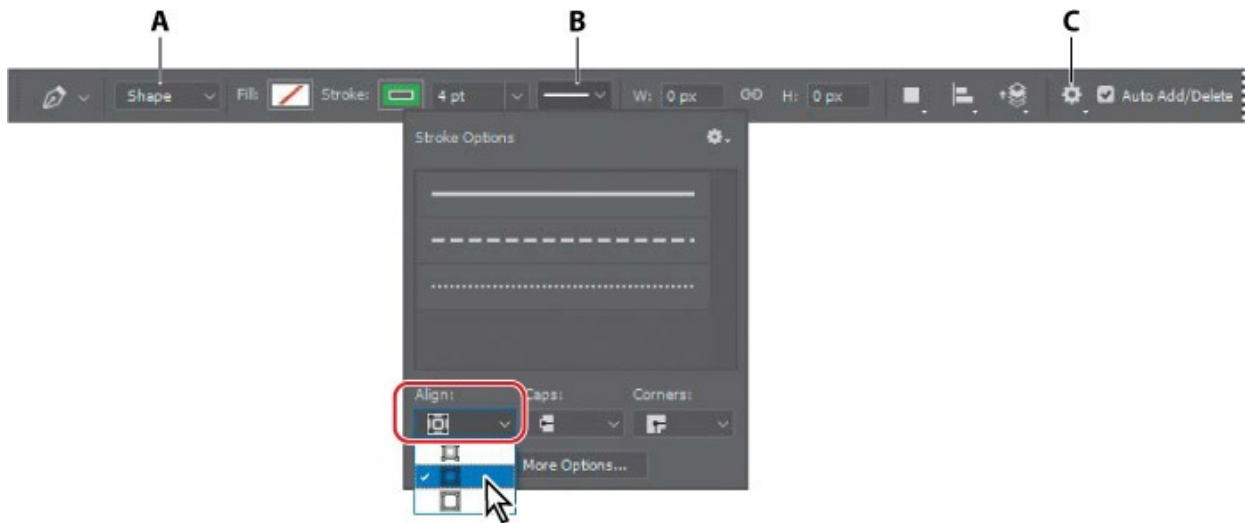 A B C
Shape Fill: Stroke: 4 pt W: 0 px H: 0 px Auto Add/Delete
Stroke Options
Align: Caps: Corners:
More Options...